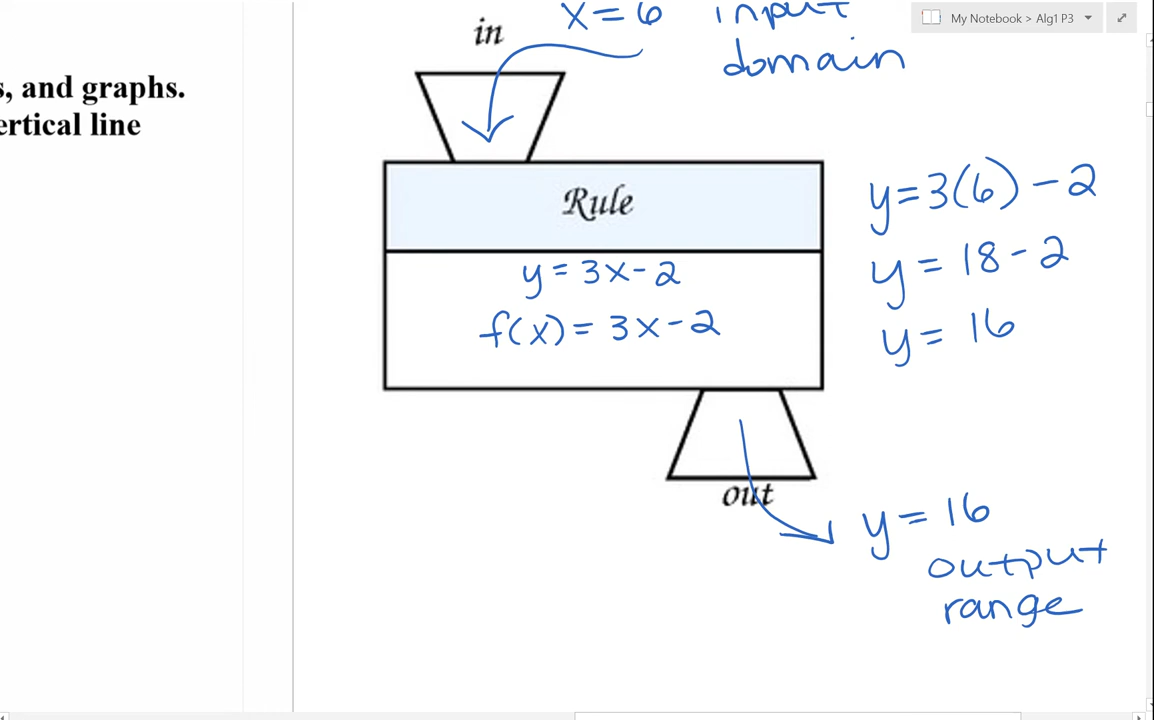 My Notebook > Alg1 P3
s, and graphs.
ertical line
in
x = 6 input
domain
Rule
y = 3x - 2
f(x) = 3x - 2
y = 3(6) - 2
y = 18 - 2
y = 16
out
y = 16
output
range